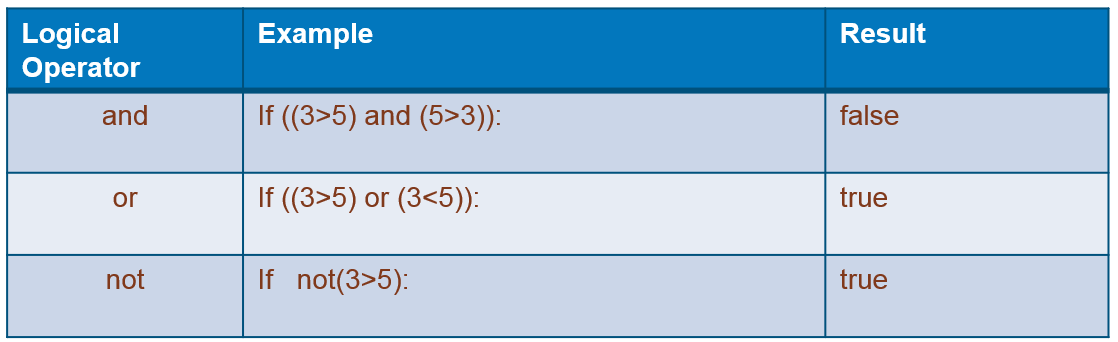 Logical
Operator
Example
Result
and
If ((3>5) and (5>3)):
false
or
If ((3>5) or (3<5)):
true
not
If   not(3>5):
true